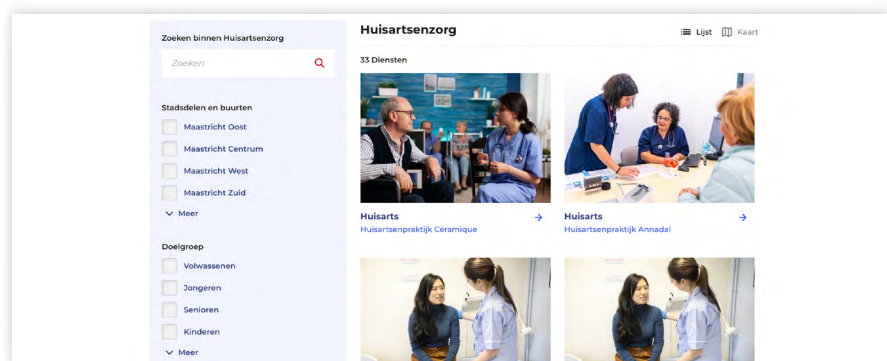 Zoeken binnen Huisartsenzorg
Zoeken
Stadsdelen en buurten
Maastricht Oost
Maastricht Centrum
Maastricht West
Maastricht Zuid
Meer
Doelgroep
Volwassenen
Jongeren
Senioren
Kinderen
Meer
Huisartsenzorg
Lijst Kaart
33 Diensten
Huisarts
Huisartsenpraktijk Céramique
Huisarts
Huisartsenpraktijk Annadal